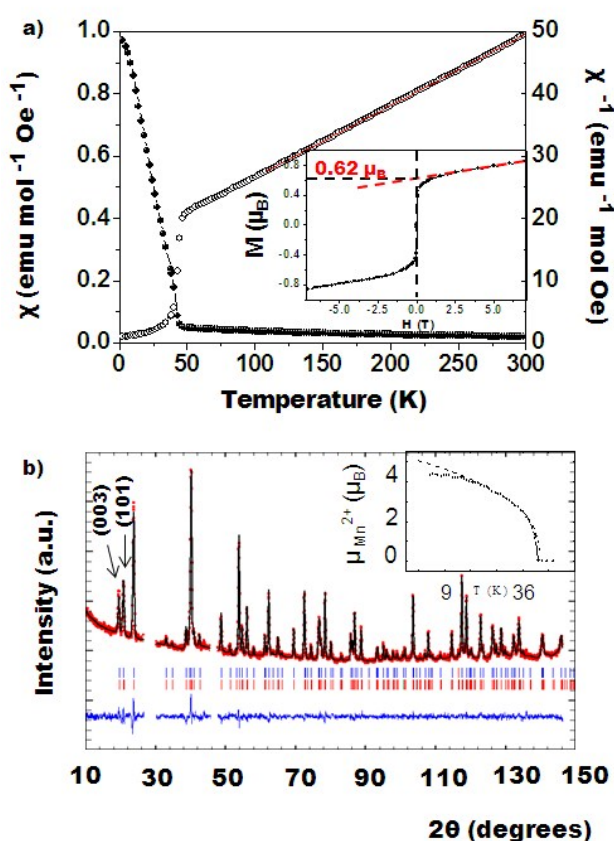 a)
χ (emu mol⁻¹ Oe⁻¹)
1.0
0.8
0.6
0.4
0.2
0.0
50
40
30
20
10
0
χ⁻¹ (emu⁻¹ mol Oe)
0 50 100 150 200 250 300
Temperature (K)
0.62 μB
M (μB)
0.8
0.4
0.0
-0.4
-0.8
-5.0 -2.5 0.0 2.5 5.0
H (T)
b)
Intensity (a.u.)
(003)
(101)
μMn²⁺ (μB)
4
2
0
9 T (K) 36
10 30 50 70 90 110 130 150
2θ (degrees)